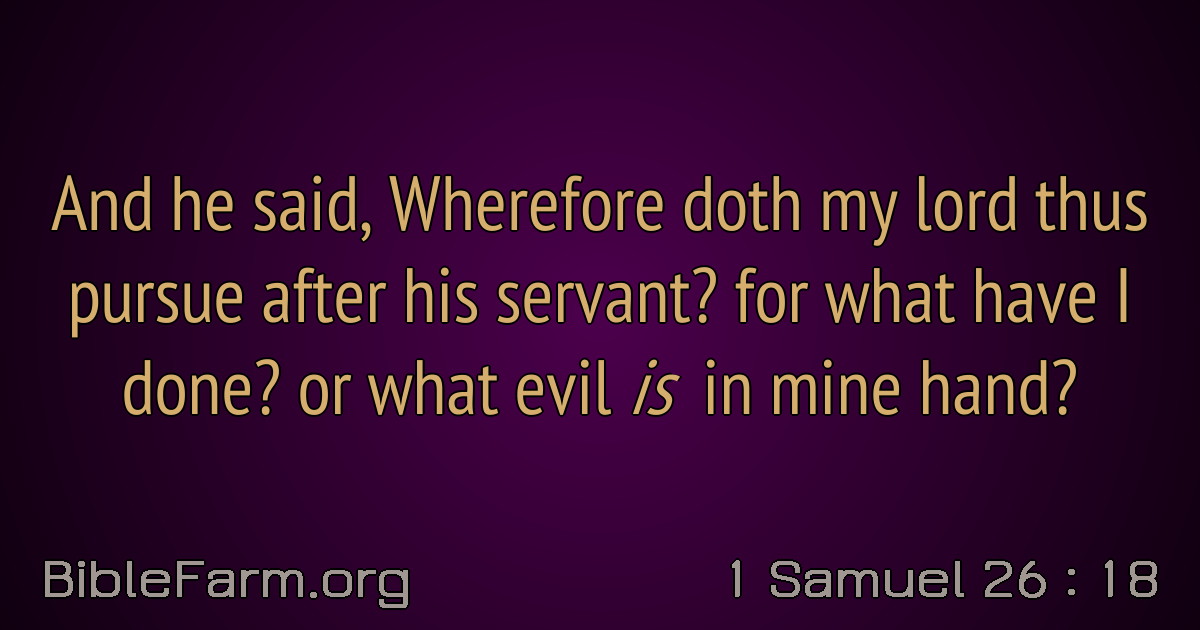 And he said, Wherefore doth my lord thus
pursue after his servant? for what have I
done? or what evil is in mine hand?
BibleFarm.org
1 Samuel 26 : 18